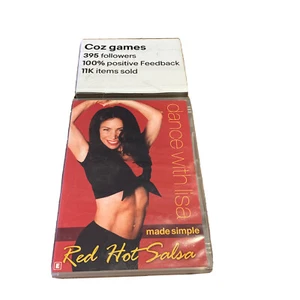 Coz games
395 followers
100% positive Feedback
11K items sold
dance with lisa
made simple
Red Hot Salsa
E